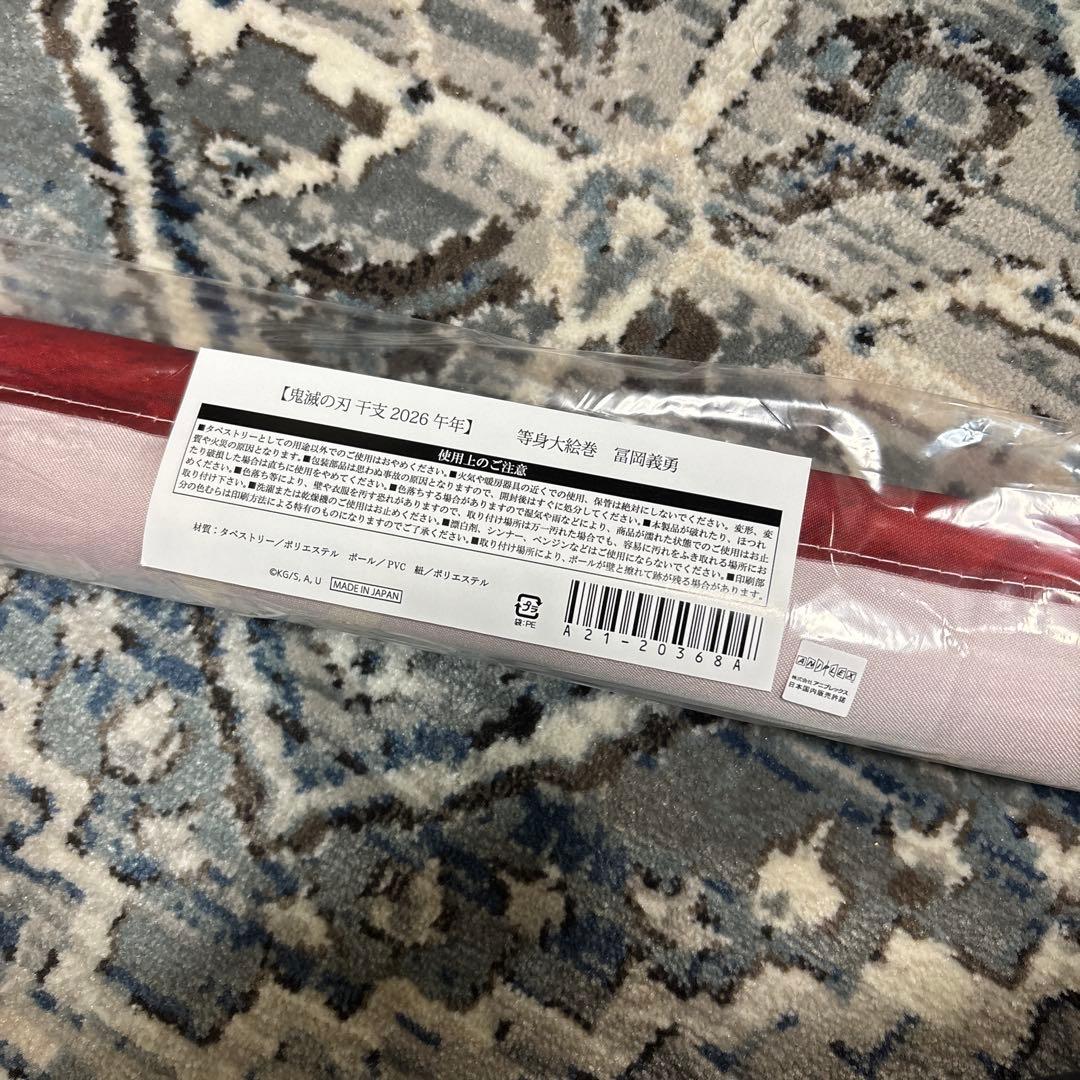 【鬼滅の刃 干支 2026 午年】 等身大絵巻 冨岡義勇
使用上のご注意
■タペストリーとしての用途以外でのご使用はおやめください。■火気や暖房器具の近くでの使用、保管は絶対にしないでください。変形、変
質や火災の原因となります。■包装部品は思わぬ事故の原因となりますので、開封後はすぐに処分してください。■本製品が破れたり、ほつれ
たり破損した場合は直ちに使用をやめてください。■色落ちする場合がありますので湿気や雨などにより、商品が濡れた状態でのご使用はお止
めください。■色落ち等により、壁や衣服を汚す恐れがありますので、取り付け場所は万一汚れた場合でも、容易に汚れをふき取れる場所にお
取り付け下さい。■洗濯または乾燥機のご使用はお止めください。■漂白剤、シンナー、ベンジンなどはご使用にならないでください。■印刷部
分の色むらは印刷方法による特有のものになりますのでご了承ください。■取り付け場所により、ポールが壁と擦れて跡が残る場合があります。
材質：タペストリー／ポリエステル ポール／PVC 紐／ポリエステル
©KG/S, A, U MADE IN JAPAN
プラ
袋:PE
A21-20368A
ANIPLEX
株式会社アニプレックス
日本国内販売許諾